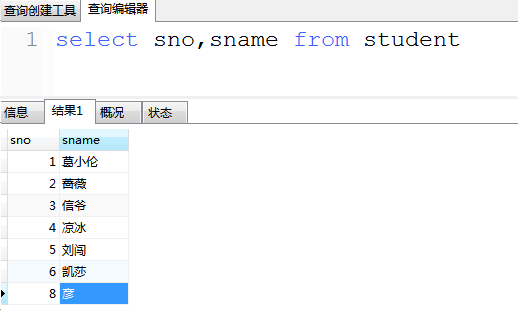 查询创建工具 查询编辑器
1 select sno,sname from student
信息 结果1 概况 状态
sno sname
1 葛小伦
2 蔷薇
3 信爷
4 凉冰
5 刘闯
6 凯莎
8 彦